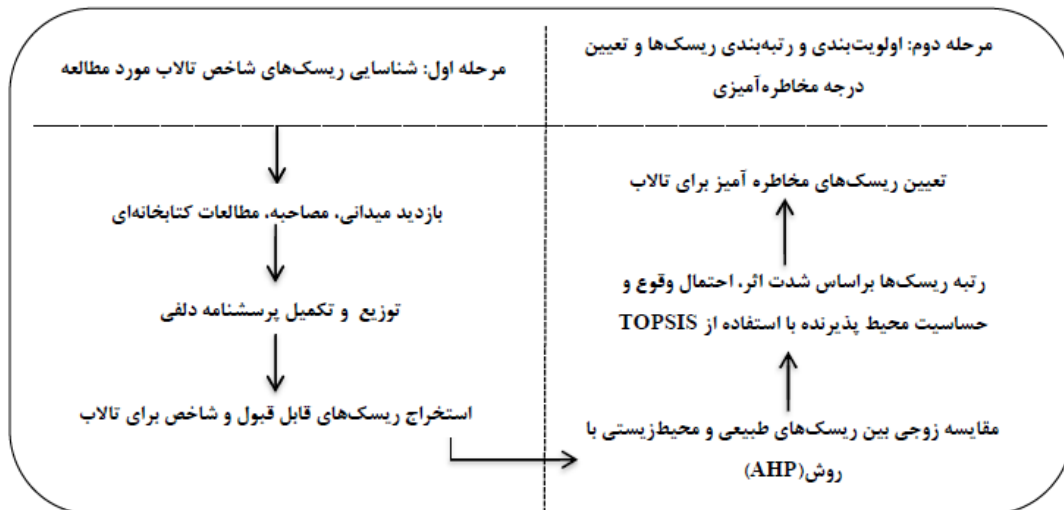 مرحله اول: شناسایی ریسک‌های شاخص تالاب مورد مطالعه
بازدید میدانی، مصاحبه، مطالعات کتابخانه‌ای
توزیع و تکمیل پرسشنامه دلفی
استخراج ریسک‌های قابل قبول و شاخص برای تالاب
مرحله دوم: اولویت‌بندی و رتبه‌بندی ریسک‌ها و تعیین
درجه مخاطره‌آمیزی
تعیین ریسک‌های مخاطره آمیز برای تالاب
رتبه ریسک‌ها براساس شدت اثر، احتمال وقوع و
حساسیت محیط پذیرنده با استفاده از TOPSIS
مقایسه زوجی بین ریسک‌های طبیعی و محیط‌زیستی با
روش(AHP)